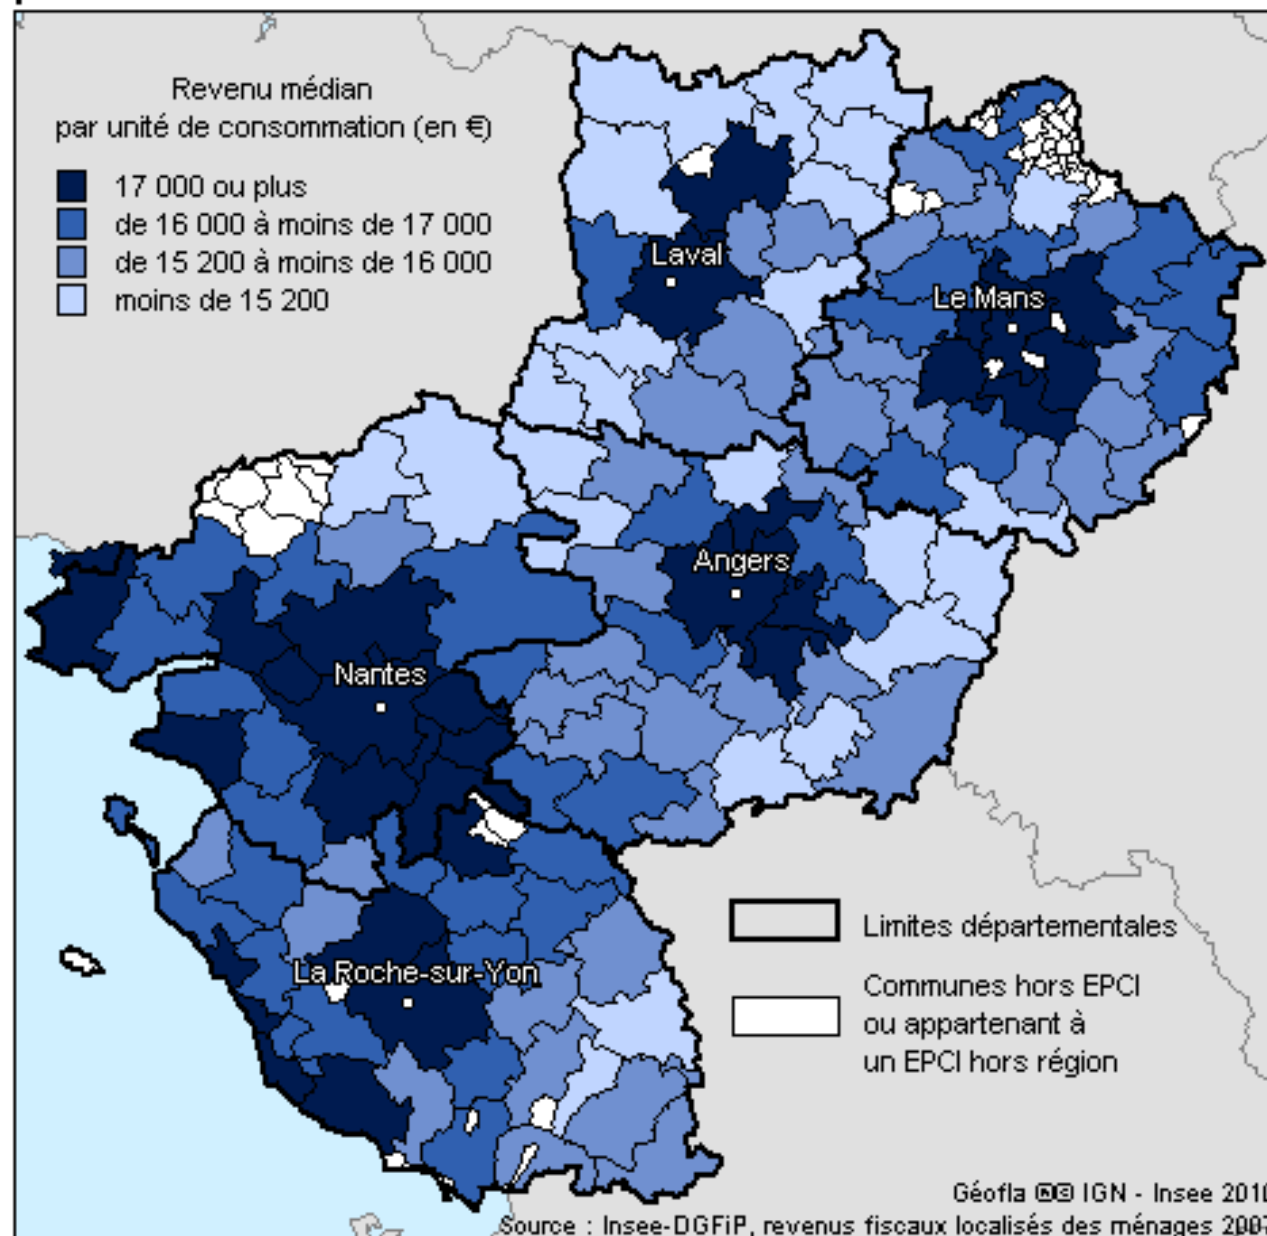 Revenu médian
par unité de consommation (en €)
17 000 ou plus
de 16 000 à moins de 17 000
de 15 200 à moins de 16 000
moins de 15 200
Laval
Le Mans
Angers
Nantes
La Roche-sur-Yon
Limites départementales
Communes hors EPCI
ou appartenant à
un EPCI hors région
Géofla IGN - Insee 2010
Source : Insee-DGFiP, revenus fiscaux localisés des ménages 2007